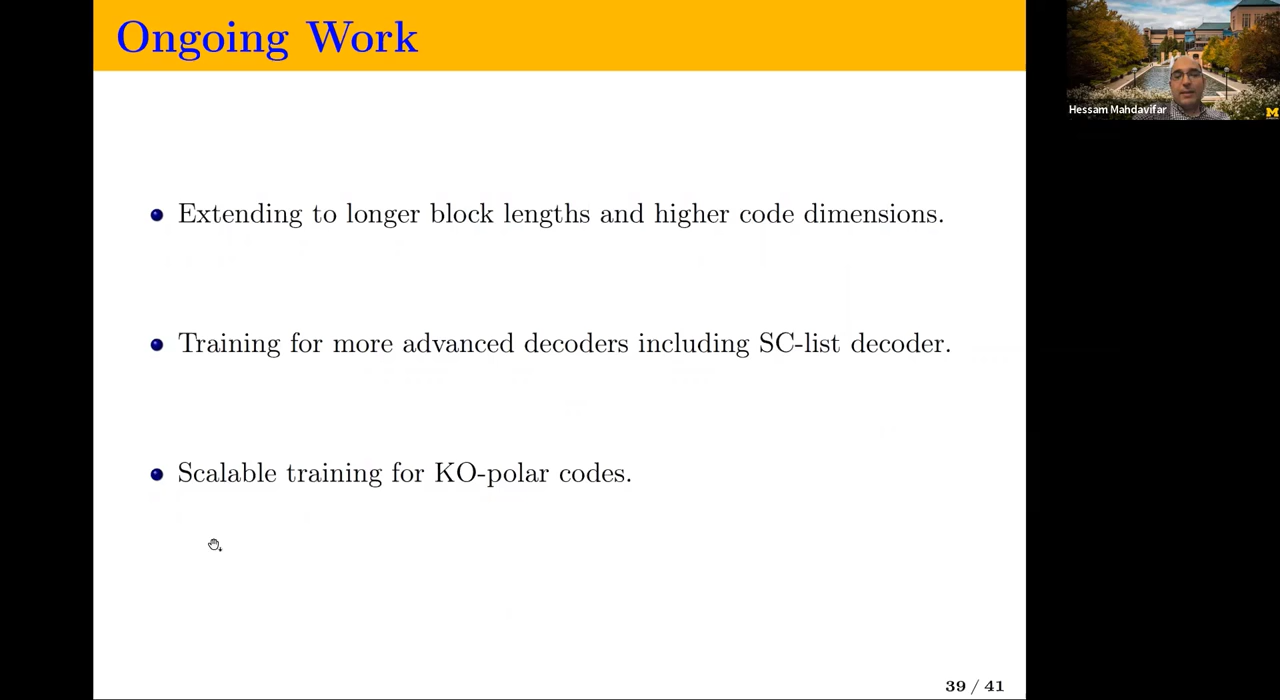 Ongoing Work
Hessam Mahdavifar
M
Extending to longer block lengths and higher code dimensions.
Training for more advanced decoders including SC-list decoder.
Scalable training for KO-polar codes.
39 / 41